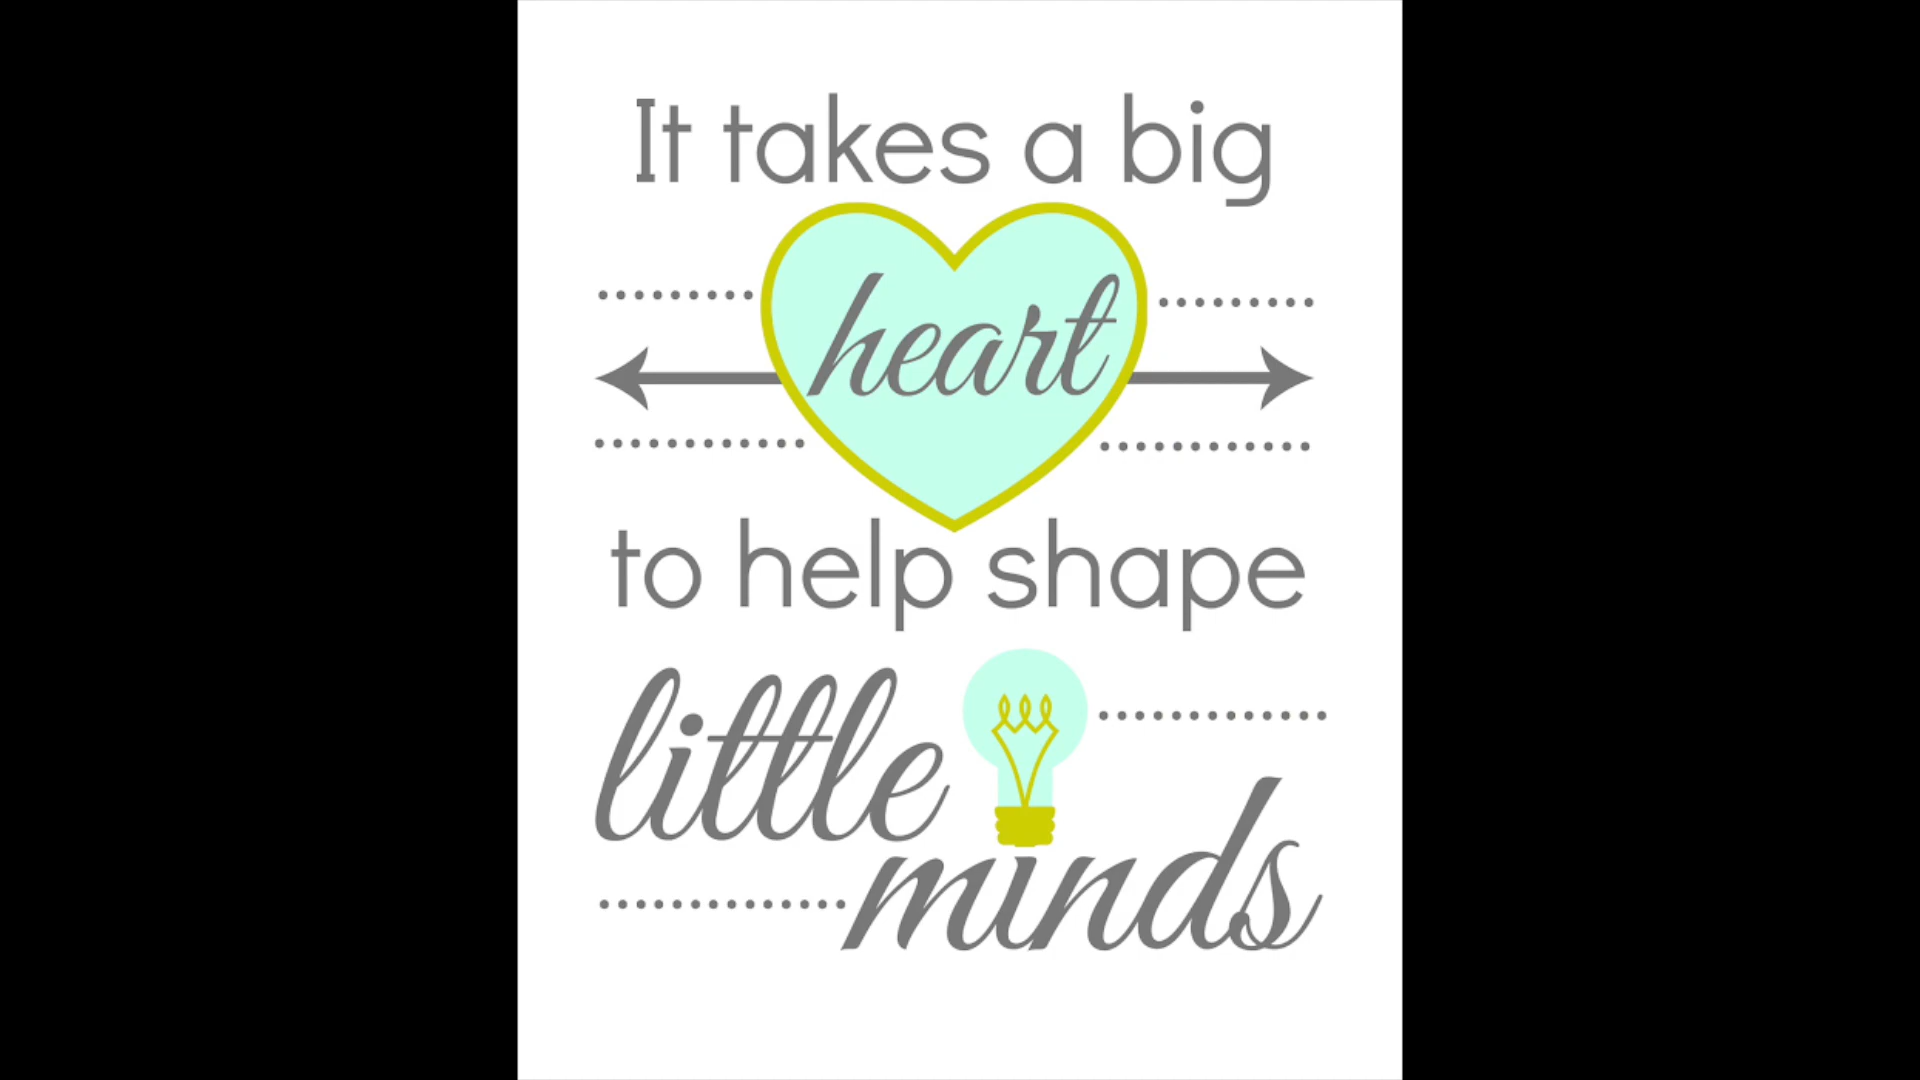 It takes a big
heart
to help shape
little
minds